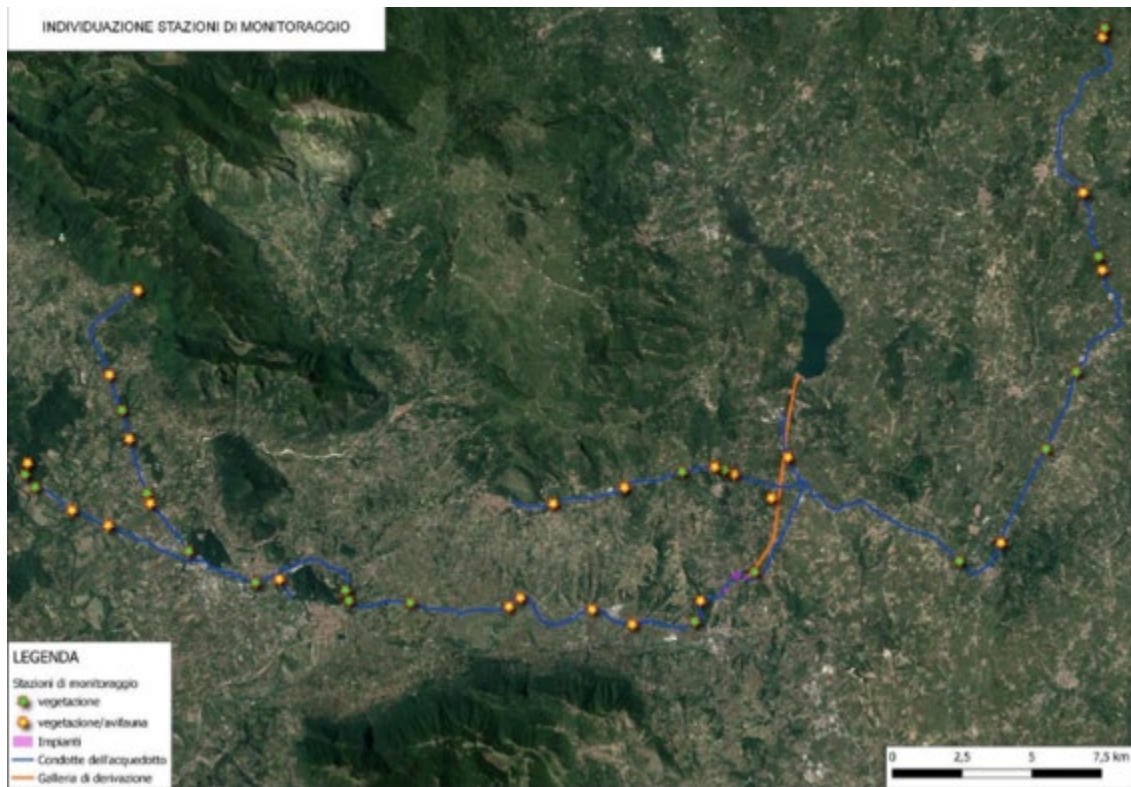 INDIVIDUAZIONE STAZIONI DI MONITORAGGIO
LEGENDA
Stazioni di monitoraggio
vegetazione
vegetazione/avifauna
Impianti
Condotte dell'acquedotto
Galleria di derivazione
0 2,5 5 7,5 km